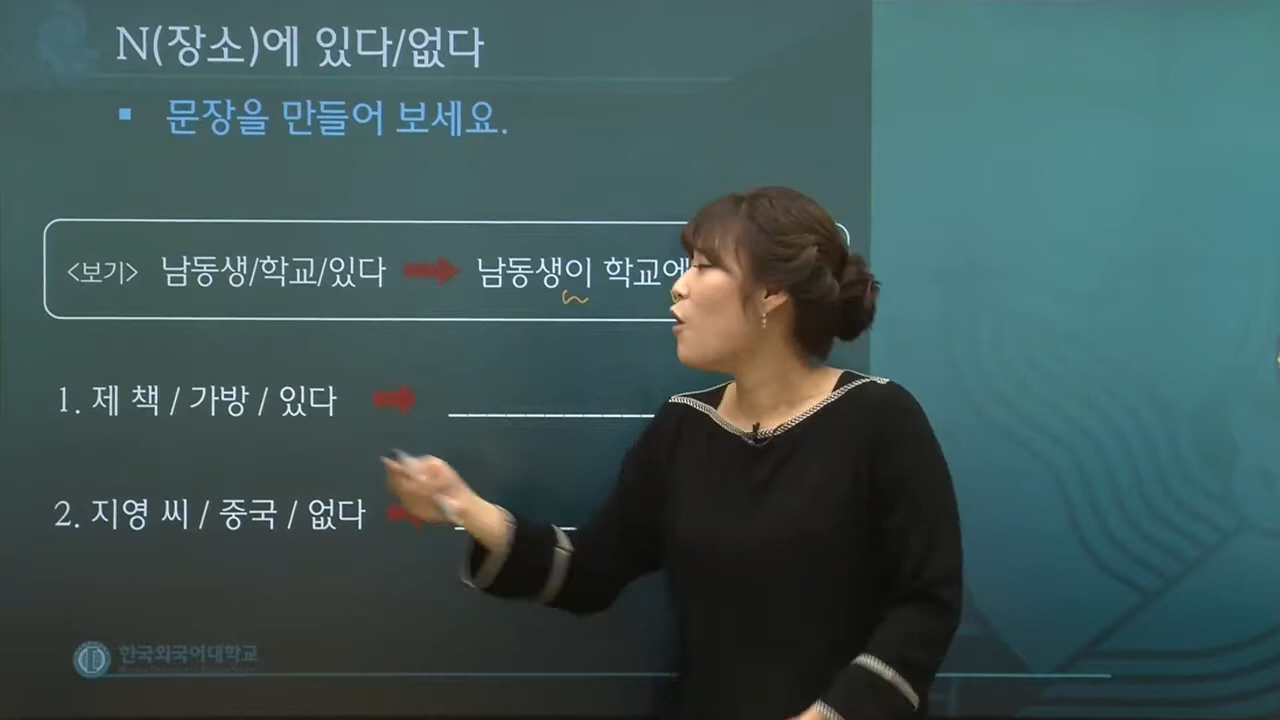 N(장소)에 있다/없다
▪ 문장을 만들어 보세요.
<보기> 남동생/학교/있다 ➡ 남동생이 학교에
1. 제 책 / 가방 / 있다 ➡ ____________
2. 지영 씨 / 중국 / 없다 ➡ ____________
한국외국어대학교